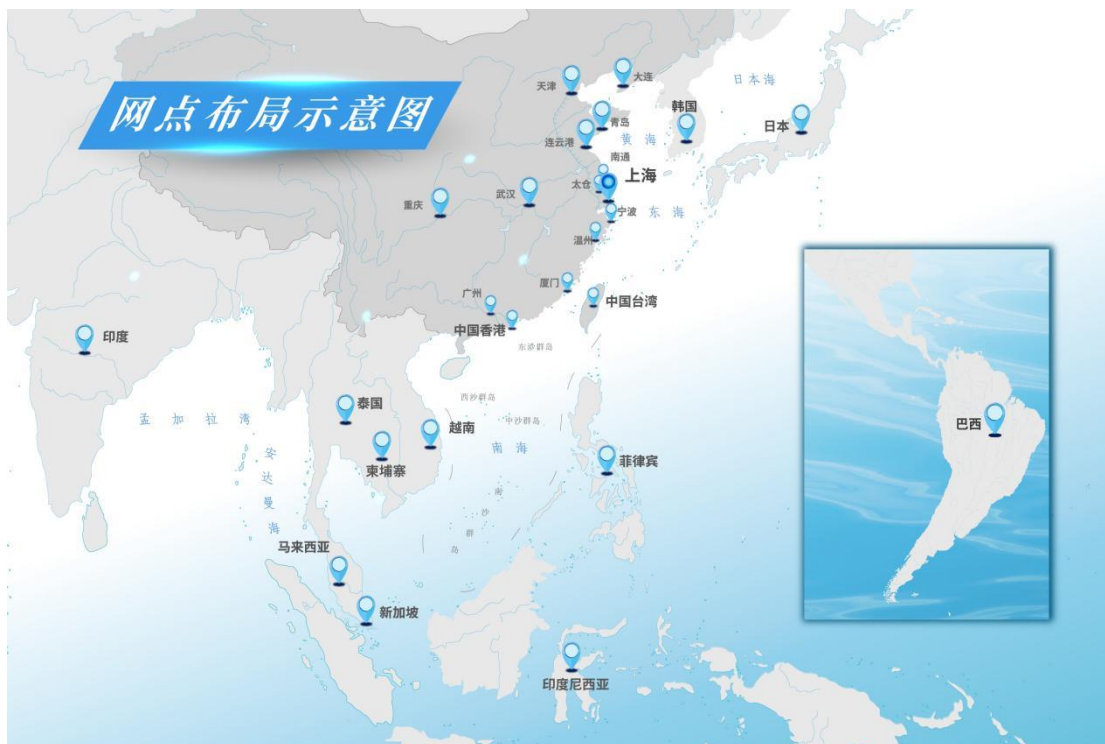 网点布局示意图
天津
大连
日本海
韩国
日本
青岛
连云港
黄海
南通
上海
太仓
武汉
重庆
宁波
东海
温州
厦门
广州
中国台湾
中国香港
东沙群岛
印度
西沙群岛
中沙群岛
泰国
越南
南海
柬埔寨
菲律宾
孟加拉湾
安达曼海
南沙群岛
马来西亚
新加坡
印度尼西亚
巴西